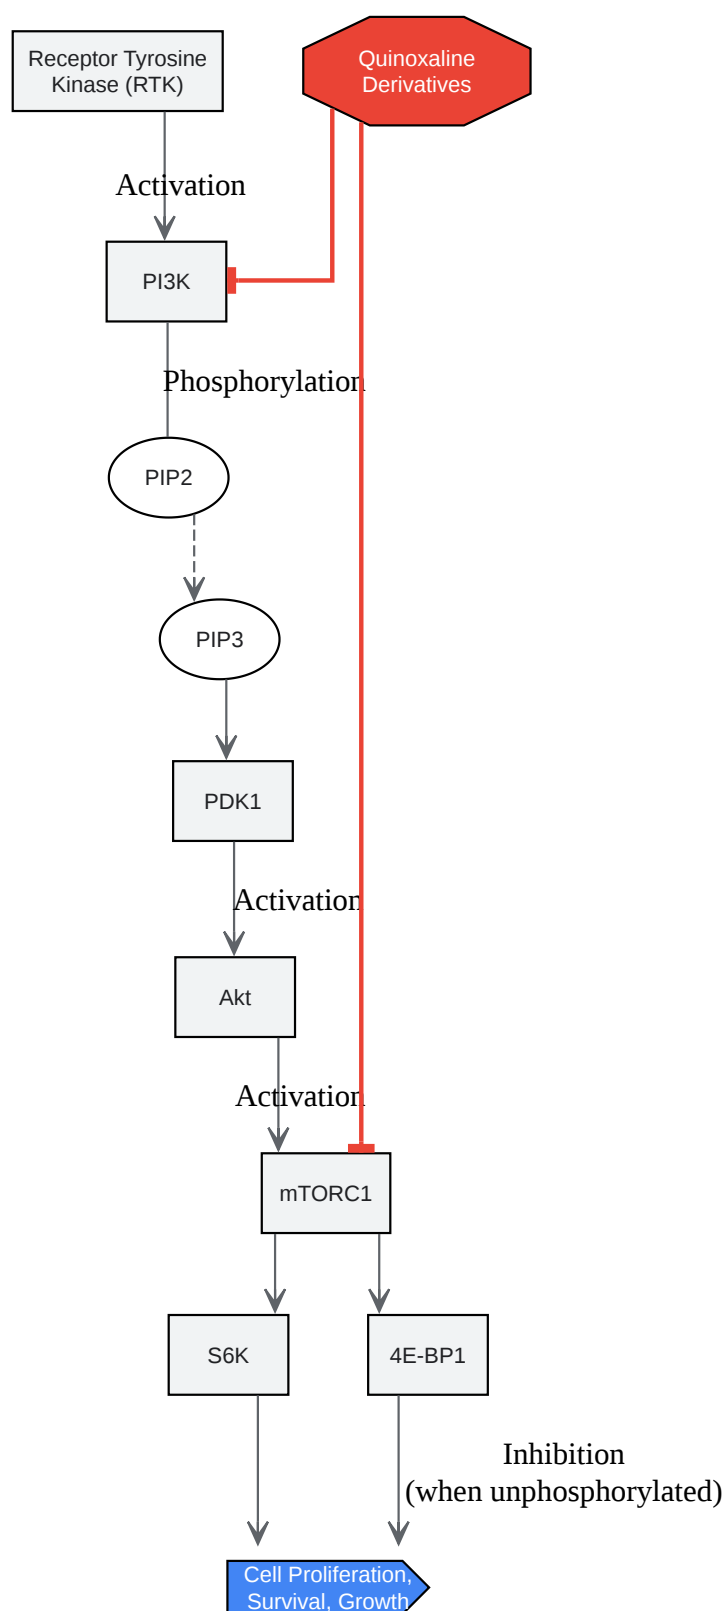 Receptor Tyrosine
Kinase (RTK)
Quinoxaline
Derivatives
Activation
PI3K
Phosphorylation
PIP2
PIP3
PDK1
Activation
Akt
Activation
mTORC1
S6K
4E-BP1
Inhibition
(when unphosphorylated)
Cell Proliferation,
Survival, Growth